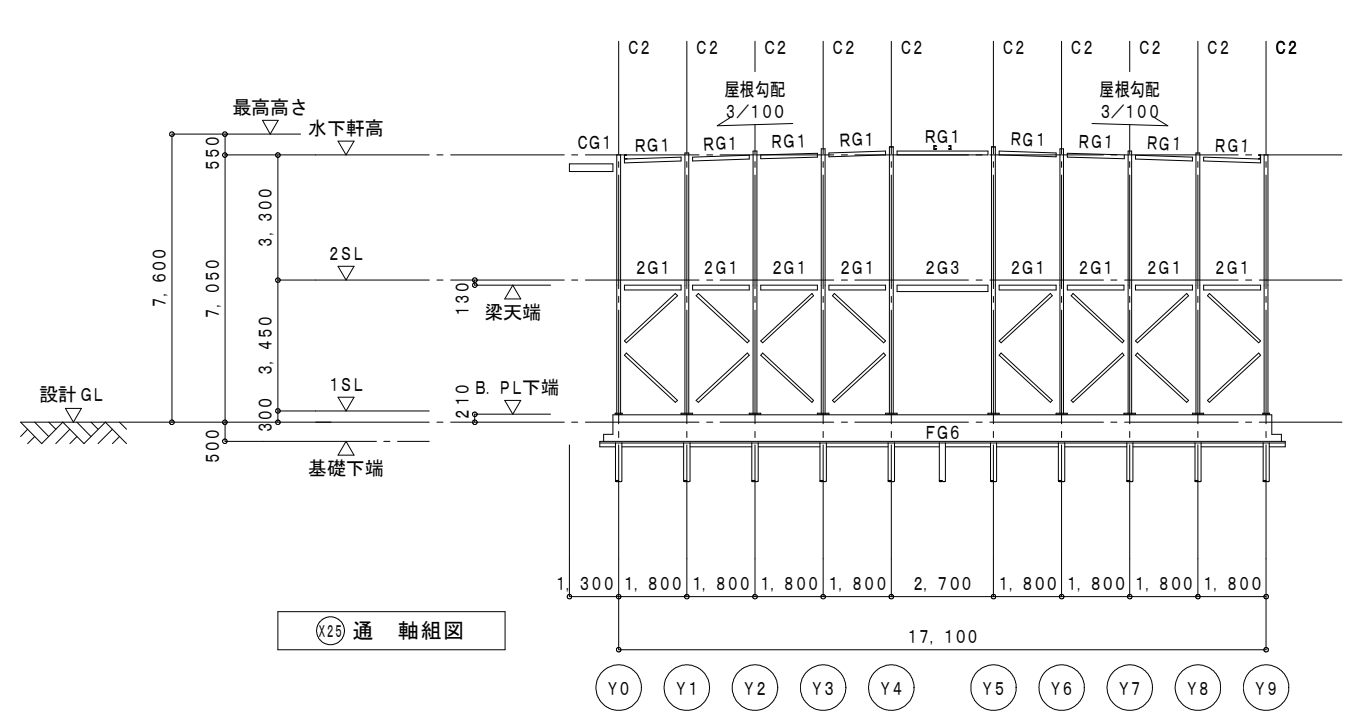 C2 C2 C2 C2 C2 C2 C2 C2 C2 C2
屋根勾配 屋根勾配
3/100 3/100
最高高さ
水下軒高
CG1 RG1 RG1 RG1 RG1 RG1 RG1 RG1 RG1 RG1
550
3,300
2SL
2G1 2G1 2G1 2G1 2G3 2G1 2G1 2G1 2G1
7,600
7,050
130
梁天端
3,450
設計GL
1SL
210
B.PL下端
300
500
基礎下端
FG6
1,300 1,800 1,800 1,800 1,800 2,700 1,800 1,800 1,800 1,800
X25 通 軸組図
17,100
Y0 Y1 Y2 Y3 Y4 Y5 Y6 Y7 Y8 Y9